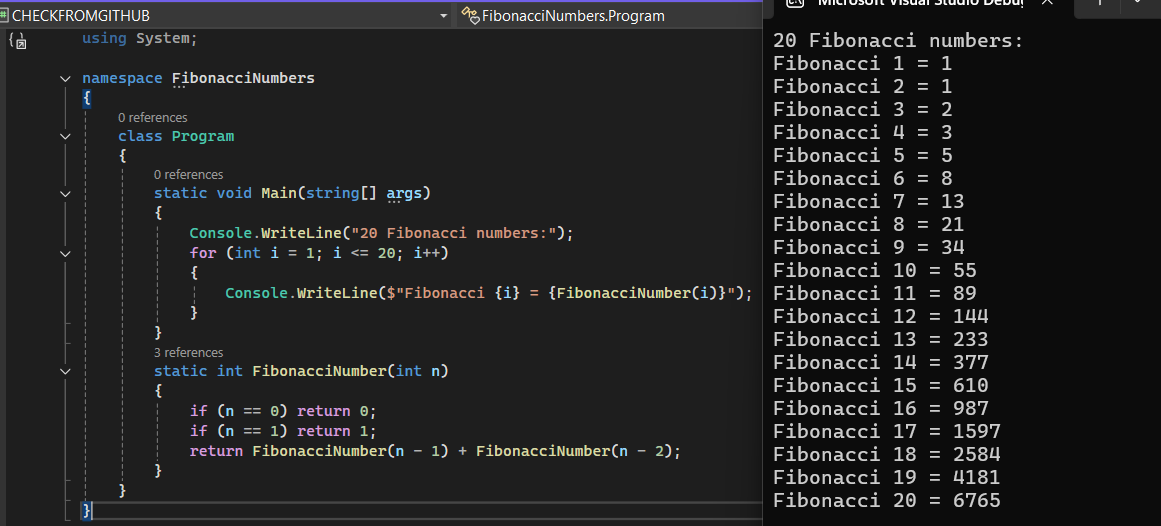 CHECKFROMGITHUB
FibonacciNumbers.Program
using System;
namespace FibonacciNumbers
{
0 references
class Program
{
0 references
static void Main(string[] args)
{
Console.WriteLine("20 Fibonacci numbers:");
for (int i = 1; i <= 20; i++)
{
Console.WriteLine($"Fibonacci {i} = {FibonacciNumber(i)}");
}
}
3 references
static int FibonacciNumber(int n)
{
if (n == 0) return 0;
if (n == 1) return 1;
return FibonacciNumber(n - 1) + FibonacciNumber(n - 2);
}
}
}
Microsoft Visual Studio Debug
20 Fibonacci numbers:
Fibonacci 1 = 1
Fibonacci 2 = 1
Fibonacci 3 = 2
Fibonacci 4 = 3
Fibonacci 5 = 5
Fibonacci 6 = 8
Fibonacci 7 = 13
Fibonacci 8 = 21
Fibonacci 9 = 34
Fibonacci 10 = 55
Fibonacci 11 = 89
Fibonacci 12 = 144
Fibonacci 13 = 233
Fibonacci 14 = 377
Fibonacci 15 = 610
Fibonacci 16 = 987
Fibonacci 17 = 1597
Fibonacci 18 = 2584
Fibonacci 19 = 4181
Fibonacci 20 = 6765